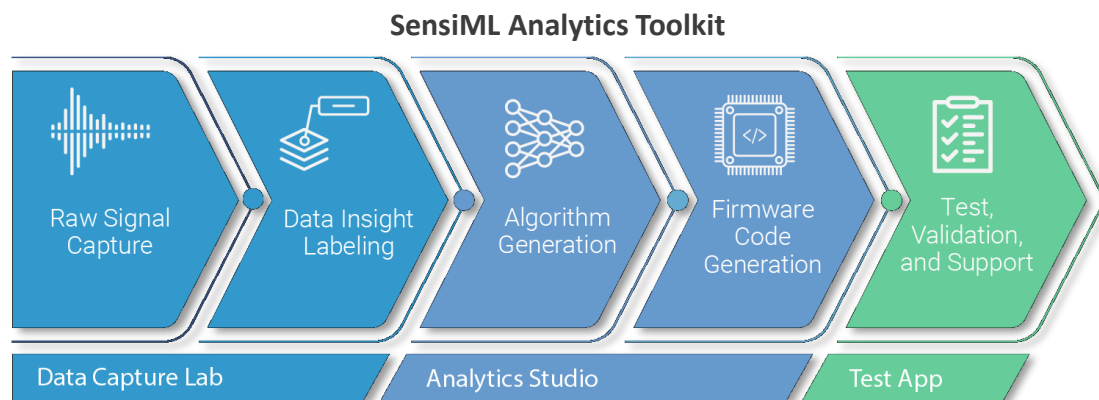 SensiML Analytics Toolkit
Raw Signal
Capture
Data Insight
Labeling
Algorithm
Generation
</>
Firmware
Code
Generation
Test,
Validation,
and Support
Data Capture Lab
Analytics Studio
Test App